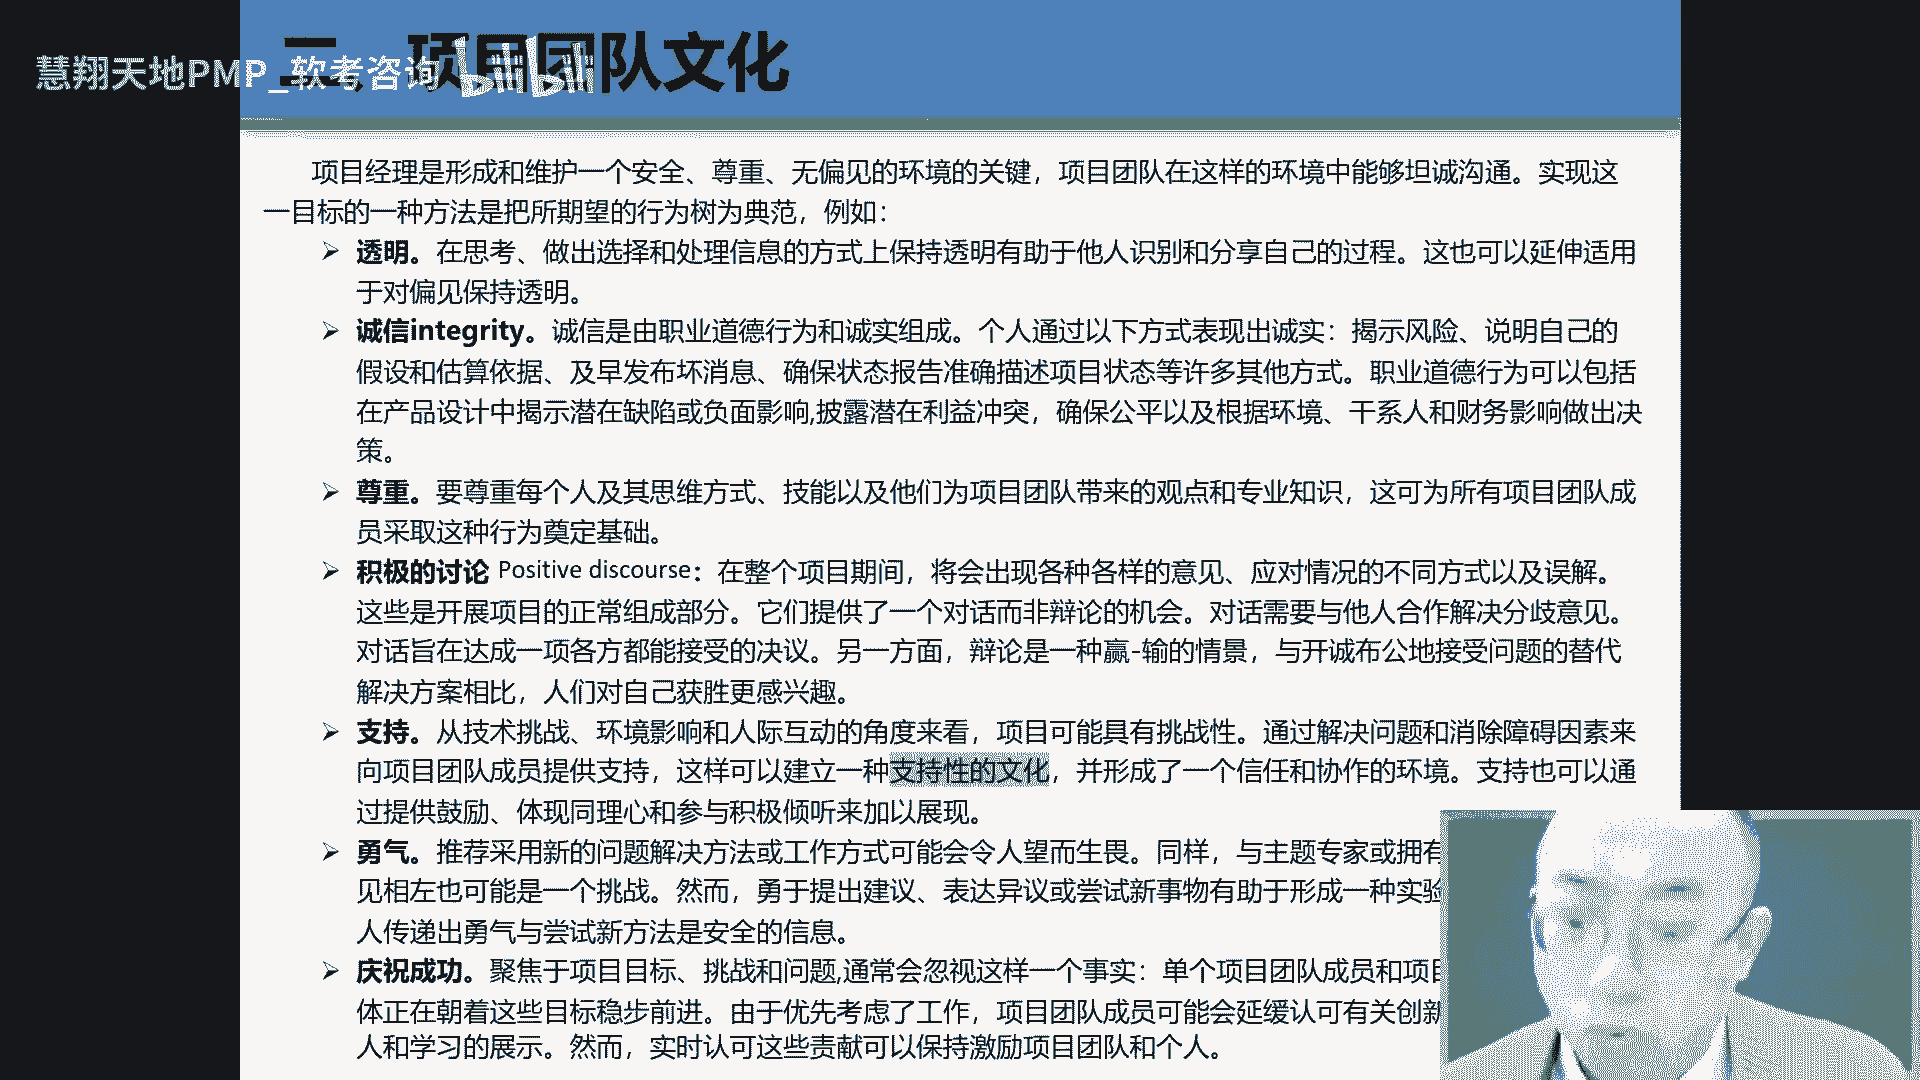 慧翔天地PMP_软考咨询
bilibili
二、项目团队文化
项目经理是形成和维护一个安全、尊重、无偏见的环境的关键，项目团队在这样的环境中能够坦诚沟通。实现这
一目标的一种方法是把所期望的行为树为典范，例如：
➢ 透明。在思考、做出选择和处理信息的方式上保持透明有助于他人识别和分享自己的过程。这也可以延伸适用
于对偏见保持透明。
➢ 诚信integrity。诚信是由职业道德行为和诚实组成。个人通过以下方式表现出诚实：揭示风险、说明自己的
假设和估算依据、及早发布坏消息、确保状态报告准确描述项目状态等许多其他方式。职业道德行为可以包括
在产品设计中揭示潜在缺陷或负面影响,披露潜在利益冲突，确保公平以及根据环境、干系人和财务影响做出决
策。
➢ 尊重。要尊重每个人及其思维方式、技能以及他们为项目团队带来的观点和专业知识，这可为所有项目团队成
员采取这种行为奠定基础。
➢ 积极的讨论 Positive discourse：在整个项目期间，将会出现各种各样的意见、应对情况的不同方式以及误解。
这些是开展项目的正常组成部分。它们提供了一个对话而非辩论的机会。对话需要与他人合作解决分歧意见。
对话旨在达成一项各方都能接受的决议。另一方面，辩论是一种赢-输的情景，与开诚布公地接受问题的替代
解决方案相比，人们对自己获胜更感兴趣。
➢ 支持。从技术挑战、环境影响和人际互动的角度来看，项目可能具有挑战性。通过解决问题和消除障碍因素来
向项目团队成员提供支持，这样可以建立一种支持性的文化，并形成了一个信任和协作的环境。支持也可以通
过提供鼓励、体现同理心和参与积极倾听来加以展现。
➢ 勇气。推荐采用新的问题解决方法或工作方式可能会令人望而生畏。同样，与主题专家或拥有
见相左也可能是一个挑战。然而，勇于提出建议、表达异议或尝试新事物有助于形成一种实验
人传递出勇气与尝试新方法是安全的信息。
➢ 庆祝成功。聚焦于项目目标、挑战和问题,通常会忽视这样一个事实：单个项目团队成员和项目
体正在朝着这些目标稳步前进。由于优先考虑了工作，项目团队成员可能会延缓认可有关创新
人和学习的展示。然而，实时认可这些贡献可以保持激励项目团队和个人。